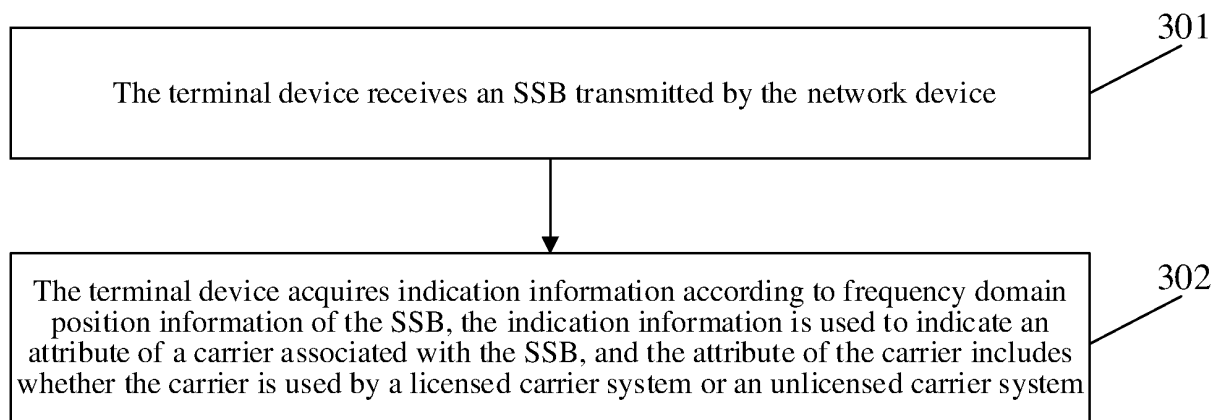 301
The terminal device receives an SSB transmitted by the network device
302
The terminal device acquires indication information according to frequency domain
position information of the SSB, the indication information is used to indicate an
attribute of a carrier associated with the SSB, and the attribute of the carrier includes
whether the carrier is used by a licensed carrier system or an unlicensed carrier system